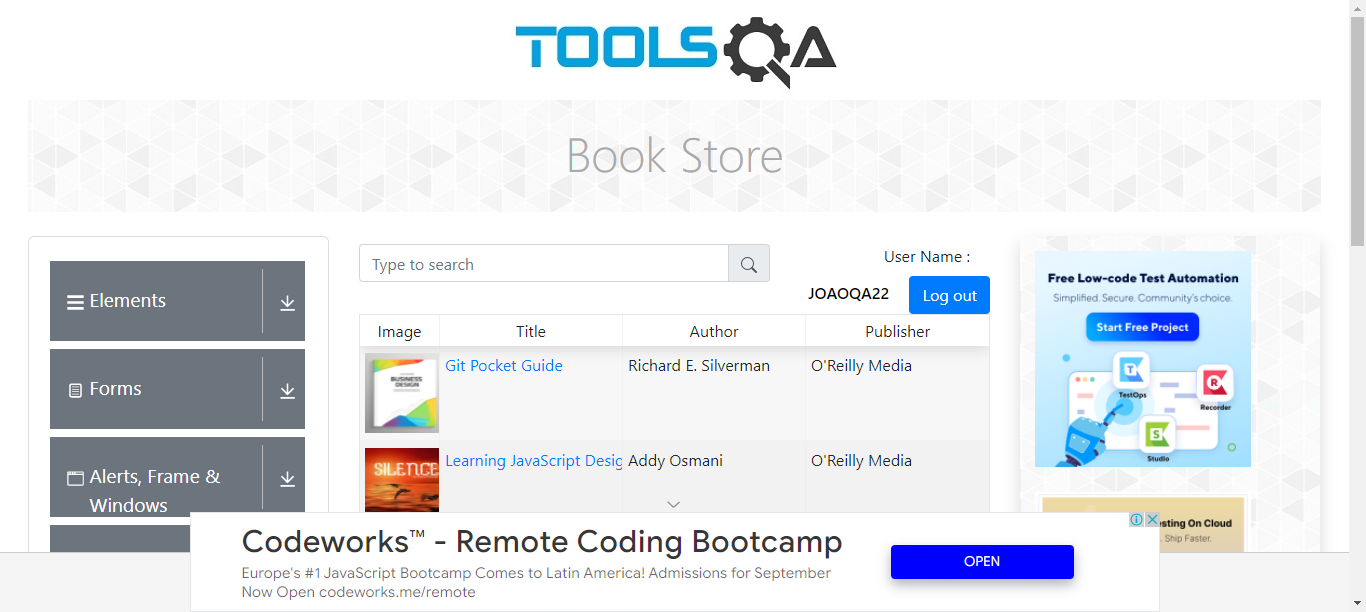 TOOLSQA
Book Store
Elements
Forms
Alerts, Frame &
Windows
Type to search
User Name :
JOAOQA22
Log out
Image Title Author Publisher
BUSINESS
DESIGN
Git Pocket Guide Richard E. Silverman O'Reilly Media
SILENCE
Learning JavaScript Desig Addy Osmani O'Reilly Media
Free Low-code Test Automation
Simplified. Secure. Community's choice.
Start Free Project
TestOps
Recorder
Studio
sting On Cloud
. Ship Faster.
Codeworks™ - Remote Coding Bootcamp
Europe's #1 JavaScript Bootcamp Comes to Latin America! Admissions for September
Now Open codeworks.me/remote
OPEN